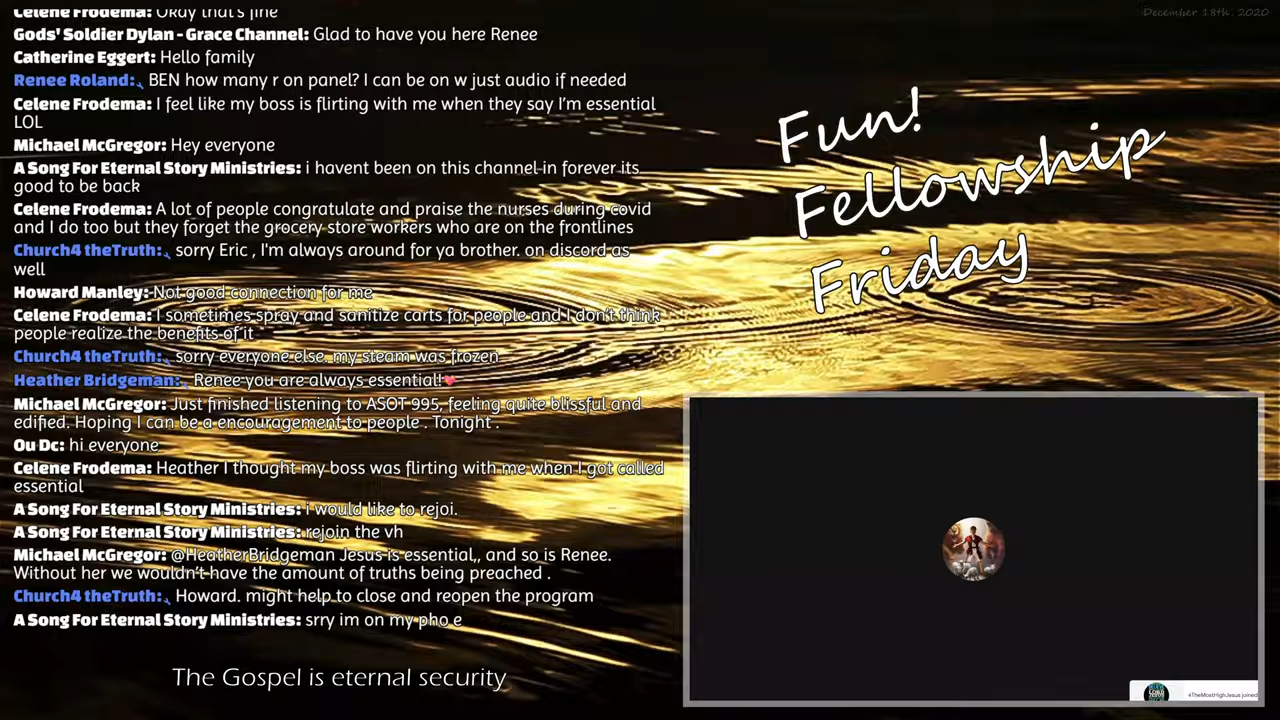 Celene Frodema: Okay that's fine
Gods' Soldier Dylan - Grace Channel: Glad to have you here Renee
Catherine Eggert: Hello family
Renee Roland: BEN how many r on panel? I can be on w just audio if needed
Celene Frodema: I feel like my boss is flirting with me when they say I'm essential
LOL
Michael McGregor: Hey everyone
A Song For Eternal Story Ministries: i havent been on this channel in forever its
good to be back
Celene Frodema: A lot of people congratulate and praise the nurses during covid
and I do too but they forget the grocery store workers who are on the frontlines
Church4 theTruth: sorry Eric , I'm always around for ya brother. on discord as
well
Howard Manley: Not good connection for me
Celene Frodema: I sometimes spray and sanitize carts for people and I don't think
people realize the benefits of it
Church4 theTruth: sorry everyone else. my steam was frozen
Heather Bridgeman: Renee you are always essential!❤
Michael McGregor: Just finished listening to ASOT 995, feeling quite blissful and
edified. Hoping I can be a encouragement to people . Tonight .
Ou Dc: hi everyone
Celene Frodema: Heather I thought my boss was flirting with me when I got called
essential
A Song For Eternal Story Ministries: i would like to rejoi.
A Song For Eternal Story Ministries: rejoin the vh
Michael McGregor: @HeatherBridgeman Jesus is essential,, and so is Renee.
Without her we wouldn't have the amount of truths being preached .
Church4 theTruth: Howard. might help to close and reopen the program
A Song For Eternal Story Ministries: srry im on my pho e
The Gospel is eternal security
December 18th, 2020
Fun!
Fellowship
Friday
4TheMostHighJesus joined